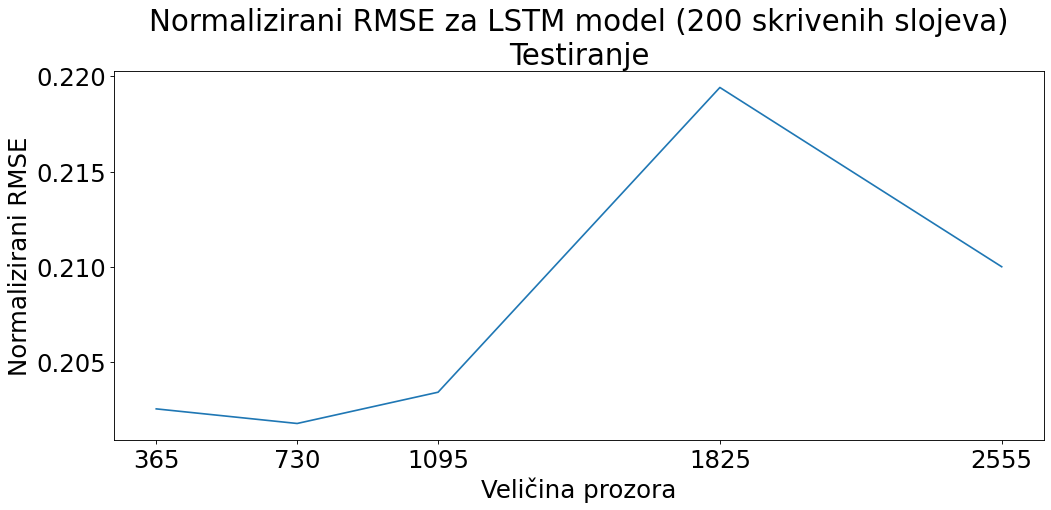 Normalizirani RMSE za LSTM model (200 skrivenih slojeva)
Testiranje
Normalizirani RMSE
0.220
0.215
0.210
0.205
365 730 1095 1825 2555
Veličina prozora